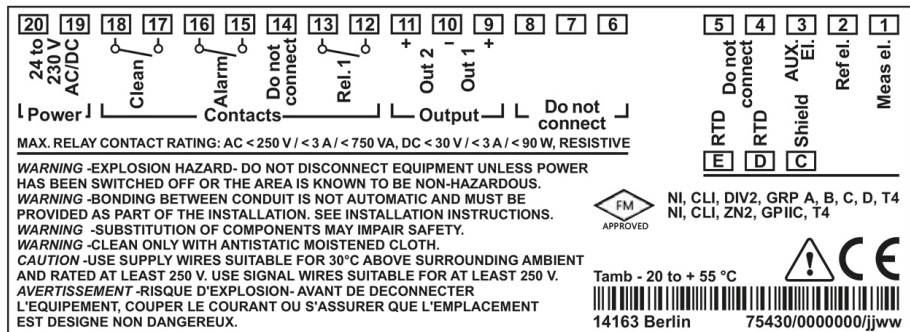 20 19 18 17 16 15 14 13 12 11 10 9 8 7 6 5 4 3 2 1
24 to
230 V
AC/DC
Clean
Alarm
Do not
connect
Rel. 1
+ − +
Out 2
Out 1
Do not
connect
AUX.
El.
Ref el.
Meas el.
Power
Contacts
Output
Do not
connect
RTD
RTD
Shield
E D C
MAX. RELAY CONTACT RATING: AC < 250 V / < 3 A / < 750 VA, DC < 30 V / < 3 A / < 90 W, RESISTIVE
WARNING -EXPLOSION HAZARD- DO NOT DISCONNECT EQUIPMENT UNLESS POWER
HAS BEEN SWITCHED OFF OR THE AREA IS KNOWN TO BE NON-HAZARDOUS.
WARNING -BONDING BETWEEN CONDUIT IS NOT AUTOMATIC AND MUST BE
PROVIDED AS PART OF THE INSTALLATION. SEE INSTALLATION INSTRUCTIONS.
WARNING -SUBSTITUTION OF COMPONENTS MAY IMPAIR SAFETY.
WARNING -CLEAN ONLY WITH ANTISTATIC MOISTENED CLOTH.
CAUTION -USE SUPPLY WIRES SUITABLE FOR 30°C ABOVE SURROUNDING AMBIENT
AND RATED AT LEAST 250 V. USE SIGNAL WIRES SUITABLE FOR AT LEAST 250 V.
AVERTISSEMENT -RISQUE D'EXPLOSION- AVANT DE DECONNECTER
L'EQUIPEMENT, COUPER LE COURANT OU S'ASSURER QUE L'EMPLACEMENT
EST DESIGNE NON DANGEREUX.
FM
APPROVED
NI, CLI, DIV2, GRP A, B, C, D, T4
NI, CLI, ZN2, GPIIC, T4
CE
Tamb - 20 to + 55 °C
14163 Berlin 75430/0000000/jjww